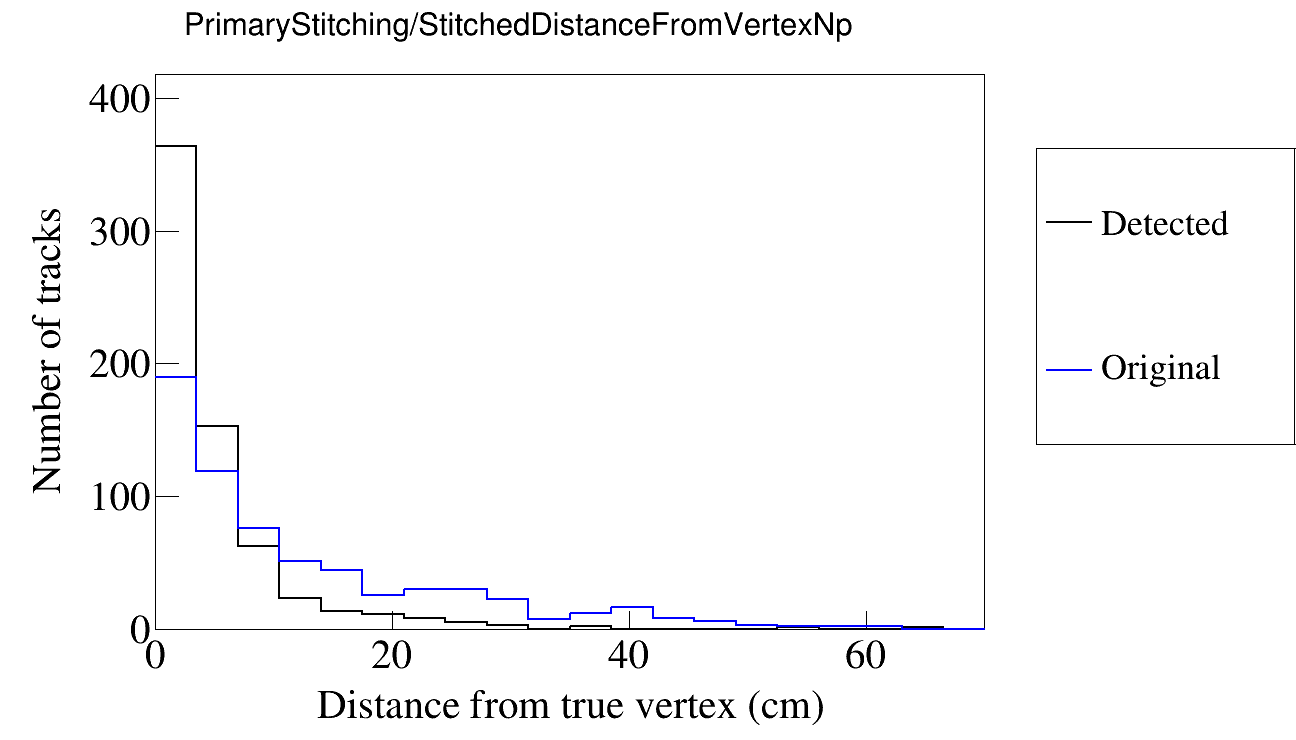 PrimaryStitching/StitchedDistanceFromVertexNp
400
300
200
100
0
Number of tracks
0 20 40 60
Distance from true vertex (cm)
Detected
Original